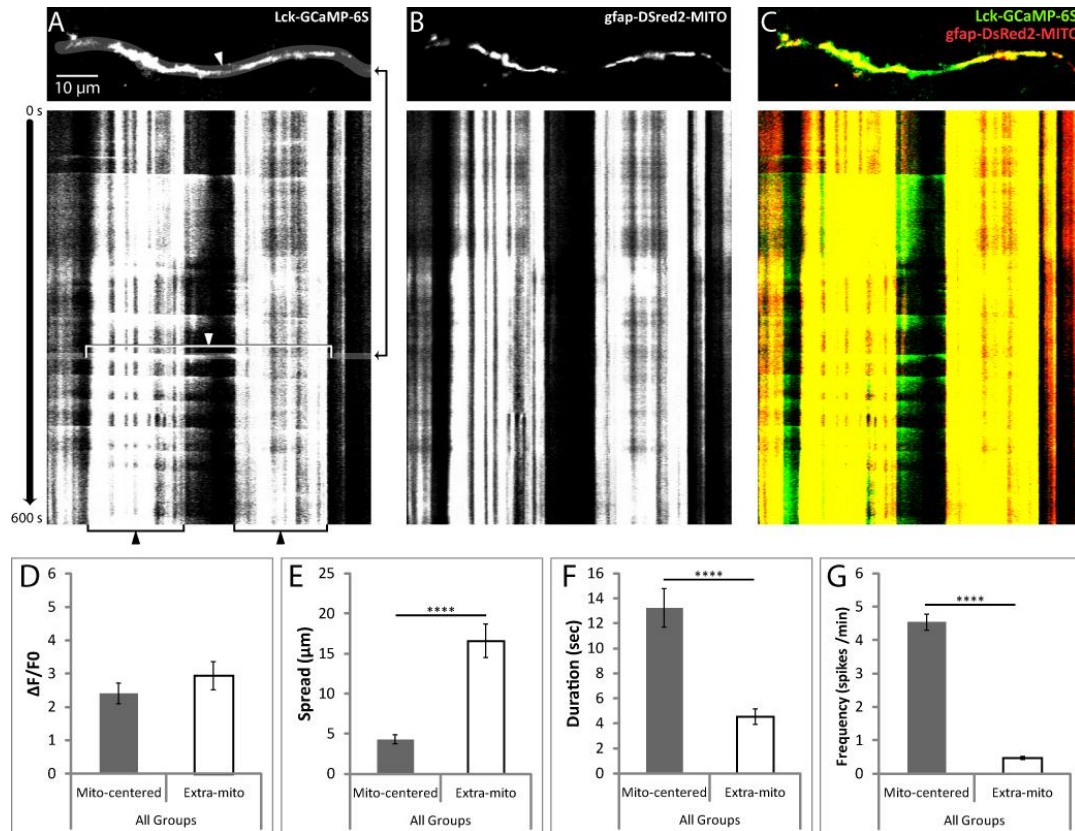 A
Lck-GCaMP-6S
10 µm
B
gfap-DSred2-MITO
C
Lck-GCaMP-6S
gfap-DsRed2-MITO
0 s
600 s
D
ΔF/F0
6
5
4
3
2
1
0
Mito-centered
Extra-mito
All Groups
E
Spread (µm)
25
20
15
10
5
0
****
Mito-centered
Extra-mito
All Groups
F
Duration (sec)
16
14
12
10
8
6
4
2
0
****
Mito-centered
Extra-mito
All Groups
G
Frequency (spikes /min)
6
5
4
3
2
1
0
****
Mito-centered
Extra-mito
All Groups